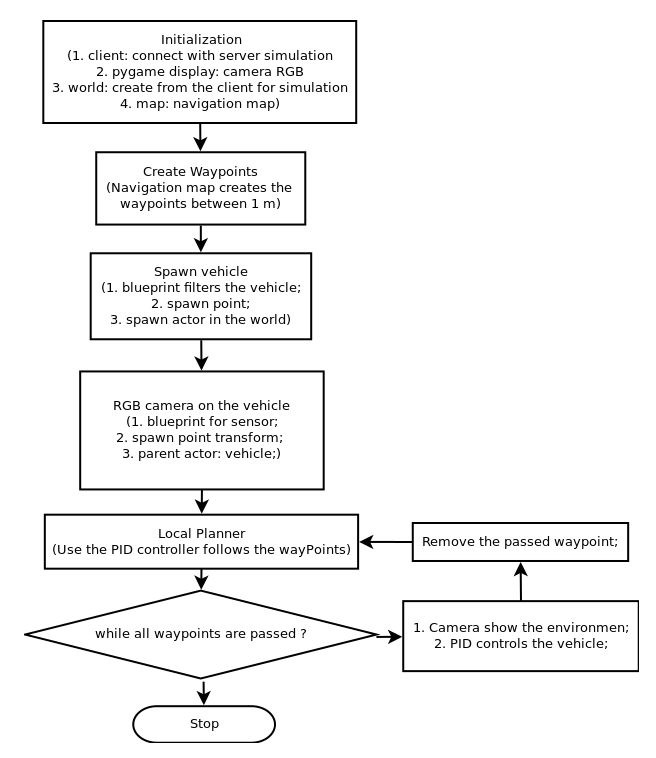 Initialization
(1. client: connect with server simulation
2. pygame display: camera RGB
3. world: create from the client for simulation
4. map: navigation map)
Create Waypoints
(Navigation map creates the
waypoints between 1 m)
Spawn vehicle
(1. blueprint filters the vehicle;
2. spawn point;
3. spawn actor in the world)
RGB camera on the vehicle
(1. blueprint for sensor;
2. spawn point transform;
3. parent actor: vehicle;)
Local Planner
(Use the PID controller follows the wayPoints)
Remove the passed waypoint;
while all waypoints are passed ?
1. Camera show the environmen;
2. PID controls the vehicle;
Stop